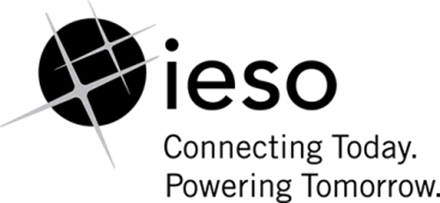 ieso
Connecting Today.
Powering Tomorrow.